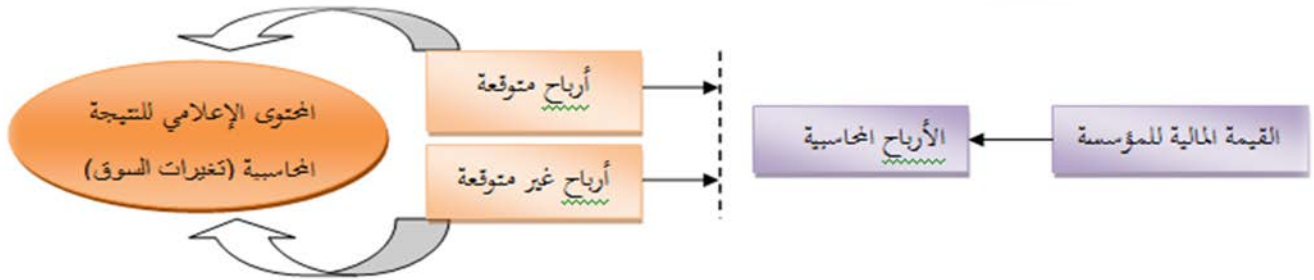 القيمة المالية للمؤسسة
الأرباح المحاسبية
أرباح متوقعة
أرباح غير متوقعة
المحتوى الإعلامي للنتيجة
المحاسبية (تغيرات السوق)